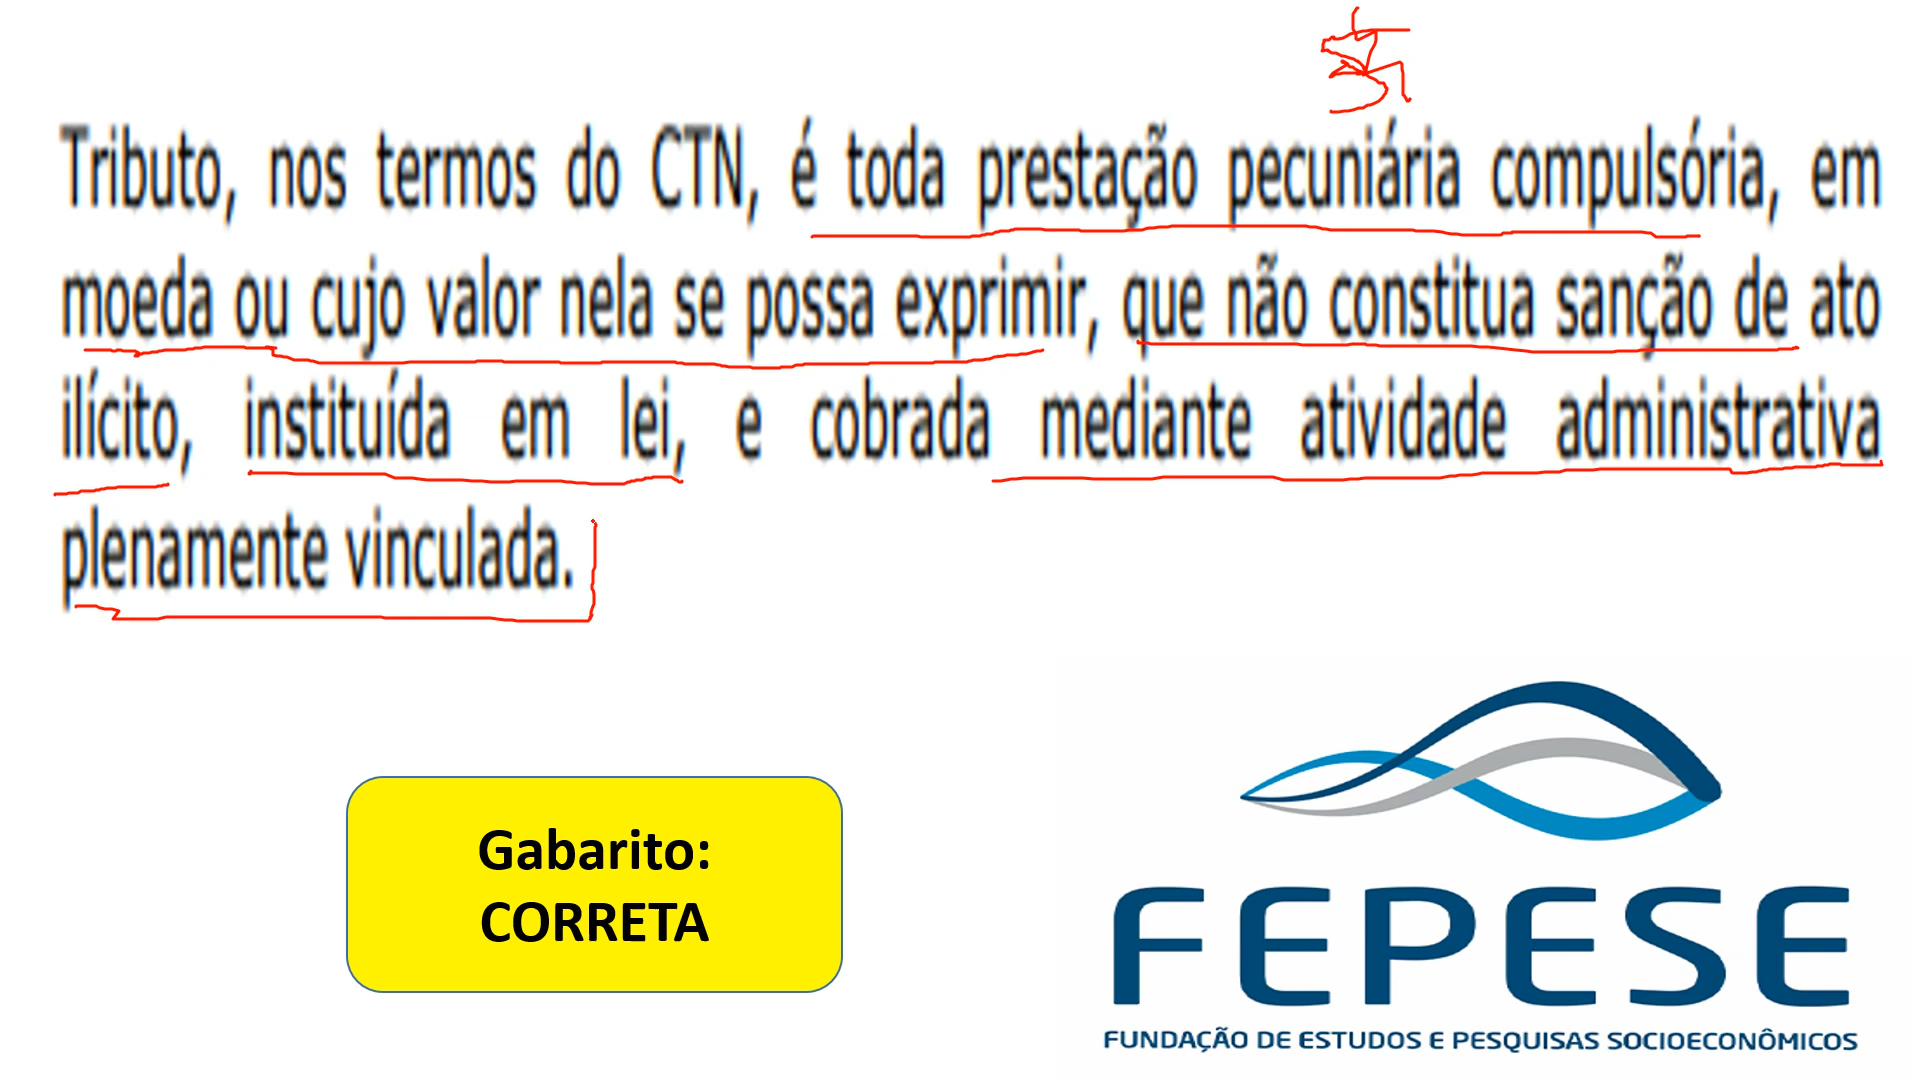 Tributo, nos termos do CTN, é toda prestação pecuniária compulsória, em
moeda ou cujo valor nela se possa exprimir, que não constitua sanção de ato
ilícito, instituída em lei, e cobrada mediante atividade administrativa
plenamente vinculada.
Gabarito:
CORRETA
FEPESE
FUNDAÇÃO DE ESTUDOS E PESQUISAS SOCIOECONÔMICOS